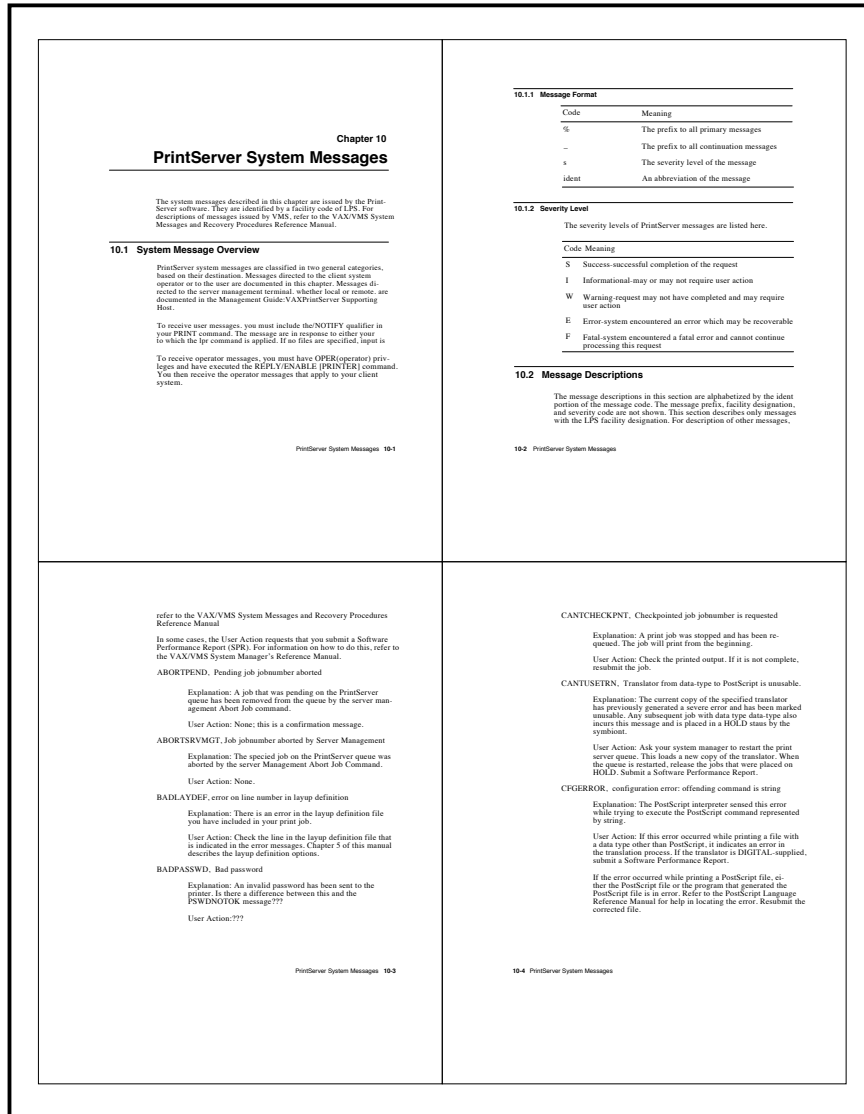 Chapter 10
PrintServer System Messages
The system messages described in this chapter are issued by the Print-
Server software. They are identified by a facility code of LPS. For
descriptions of messages issued by VMS, refer to the VAX/VMS System
Messages and Recovery Procedures Reference Manual.
10.1 System Message Overview
PrintServer system messages are classified in two general categories,
based on their destination. Messages directed to the client system
operator or to the user are documented in this chapter. Messages di-
rected to the server management terminal. whether local or remote. are
documented in the Management Guide:VAXPrintServer Supporting
Host.
To receive user messages. you must include the/NOTIFY qualifier in
your PRINT command. The message are in response to either your
to which the lpr command is applied. If no files are specified, input is
To receive operator messages, you must have OPER(operator) priv-
leges and have executed the REPLY/ENABLE [PRINTER] command.
You then receive the operator messages that apply to your client
system.
PrintServer System Messages 10-1
10.1.1 Message Format
Code Meaning
% The prefix to all primary messages
_ The prefix to all continuation messages
s The severity level of the message
ident An abbreviation of the message
10.1.2 Severity Level
The severity levels of PrintServer messages are listed here.
Code Meaning
S Success-successful completion of the request
I Informational-may or may not require user action
W Warning-request may not have completed and may require
user action
E Error-system encountered an error which may be recoverable
F Fatal-system encountered a fatal error and cannot continue
processing this request
10.2 Message Descriptions
The message descriptions in this section are alphabetized by the ident
portion of the message code. The message prefix, facility designation,
and severity code are not shown. This section describes only messages
with the LPS facility designation. For description of other messages,
10-2 PrintServer System Messages
refer to the VAX/VMS System Messages and Recovery Procedures
Reference Manual
In some cases, the User Action requests that you submit a Software
Performance Report (SPR). For information on how to do this, refer to
the VAX/VMS System Manager's Reference Manual.
ABORTPEND, Pending job jobnumber aborted
Explanation: A job that was pending on the PrintServer
queue has been removed from the queue by the server man-
agement Abort Job command.
User Action: None; this is a confirmation message.
ABORTSRVMGT, Job jobnumber aborted by Server Management
Explanation: The specied job on the PrintServer queue was
aborted by the server Management Abort Job Command.
User Action: None.
BADLAYDEF, error on line number in layup definition
Explanation: There is an error in the layup definition file
you have included in your print job.
User Action: Check the line in the layup definition file that
is indicated in the error messages. Chapter 5 of this manual
describes the layup definition options.
BADPASSWD, Bad password
Explanation: An invalid password has been sent to the
printer. Is there a difference between this and the
PSWDNOTOK message???
User Action:???
PrintServer System Messages 10-3
CANTCHECKPNT, Checkpointed job jobnumber is requested
Explanation: A print job was stopped and has been re-
queued. The job will print from the beginning.
User Action: Check the printed output. If it is not complete,
resubmit the job.
CANTUSETRN, Translator from data-type to PostScript is unusable.
Explanation: The current copy of the specified translator
has previously generated a severe error and has been marked
unusable. Any subsequent job with data type data-type also
incurs this message and is placed in a HOLD staus by the
symbiont.
User Action: Ask your system manager to restart the print
server queue. This loads a new copy of the translator. When
the queue is restarted, release the jobs that were placed on
HOLD. Submit a Software Performance Report.
CFGERROR, configuration error: offending command is string
Explanation: The PostScript interpreter sensed this error
while trying to execute the PostScript command represented
by string.
User Action: If this error occurred while printing a file with
a data type other than PostScript, it indicates an error in
the translation process. If the translator is DIGITAL-supplied,
submit a Software Performance Report.
If the error occurred while printing a PostScript file, ei-
ther the PostScript file or the program that generated the
PostScript file is in error. Refer to the PostScript Language
Reference Manual for help in locating the error. Resubmit the
corrected file.
10-4 PrintServer System Messages